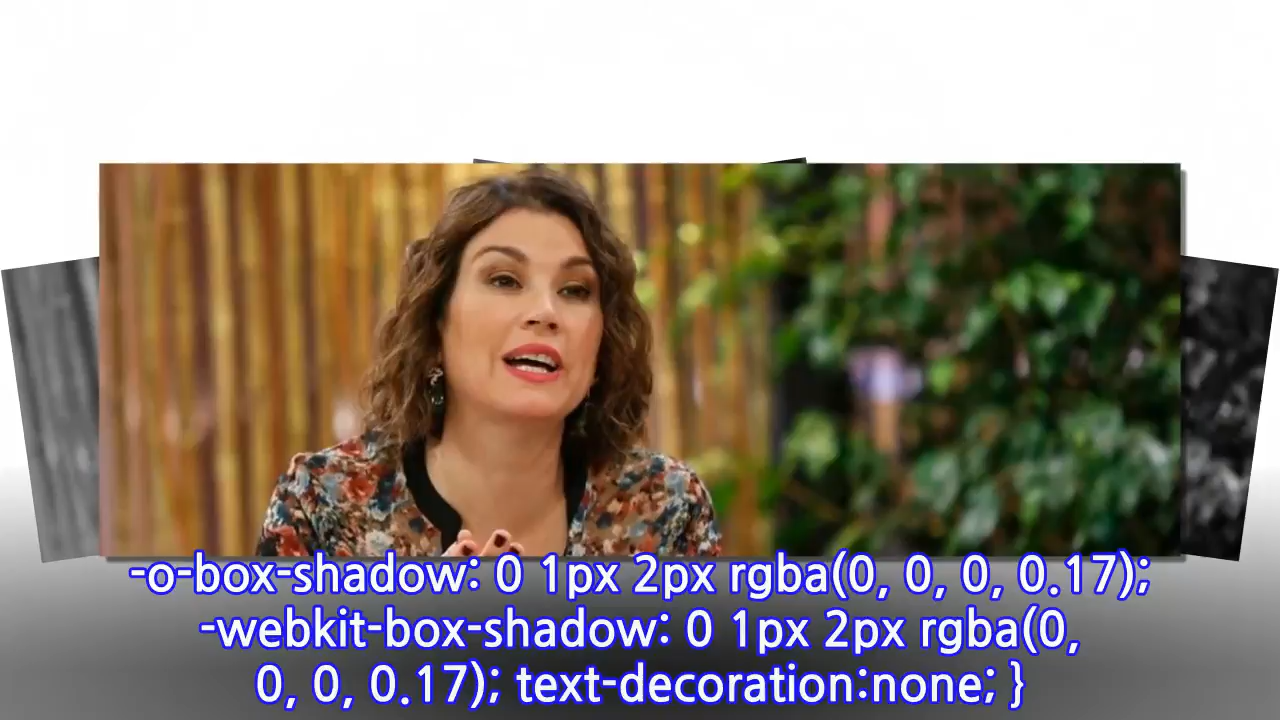 -o-box-shadow: 0 1px 2px rgba(0, 0, 0, 0.17);
-webkit-box-shadow: 0 1px 2px rgba(0,
0, 0, 0.17); text-decoration:none; }